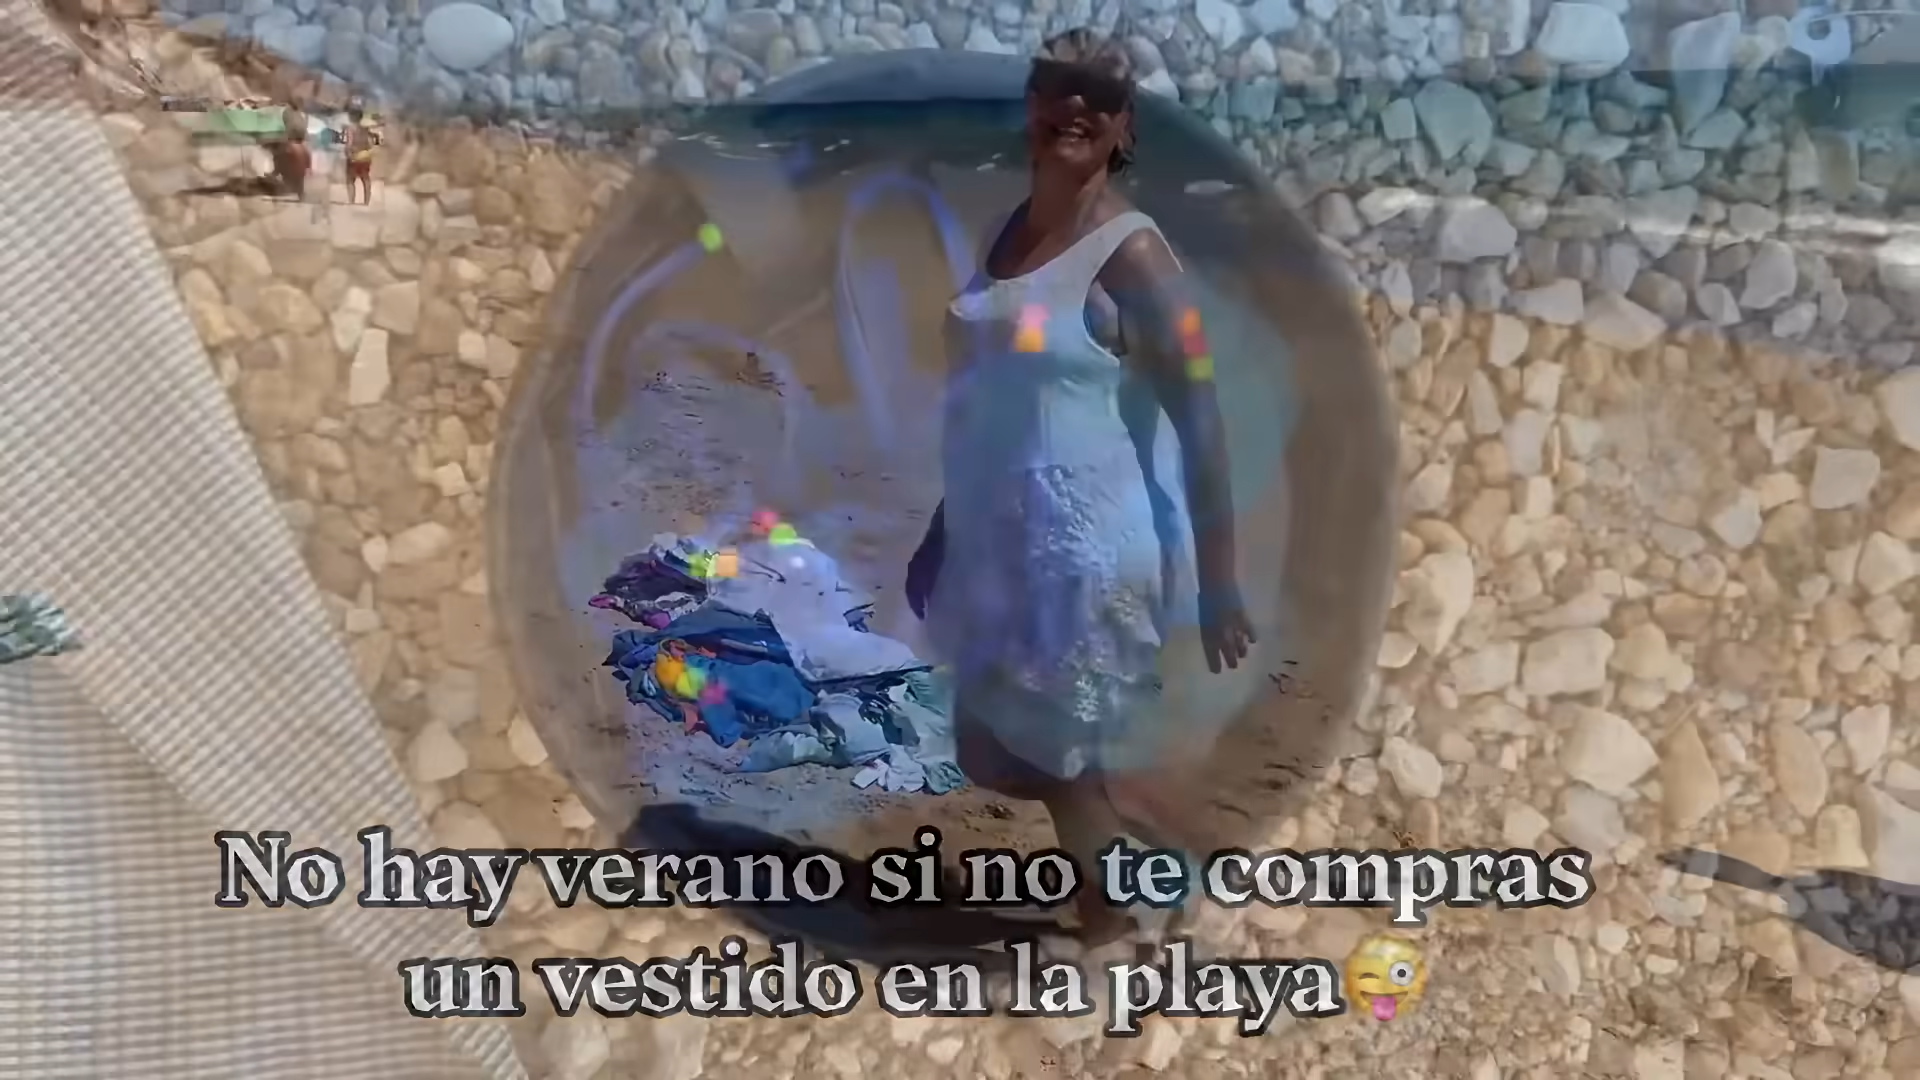 No hay verano si no te compras
un vestido en la playa😜